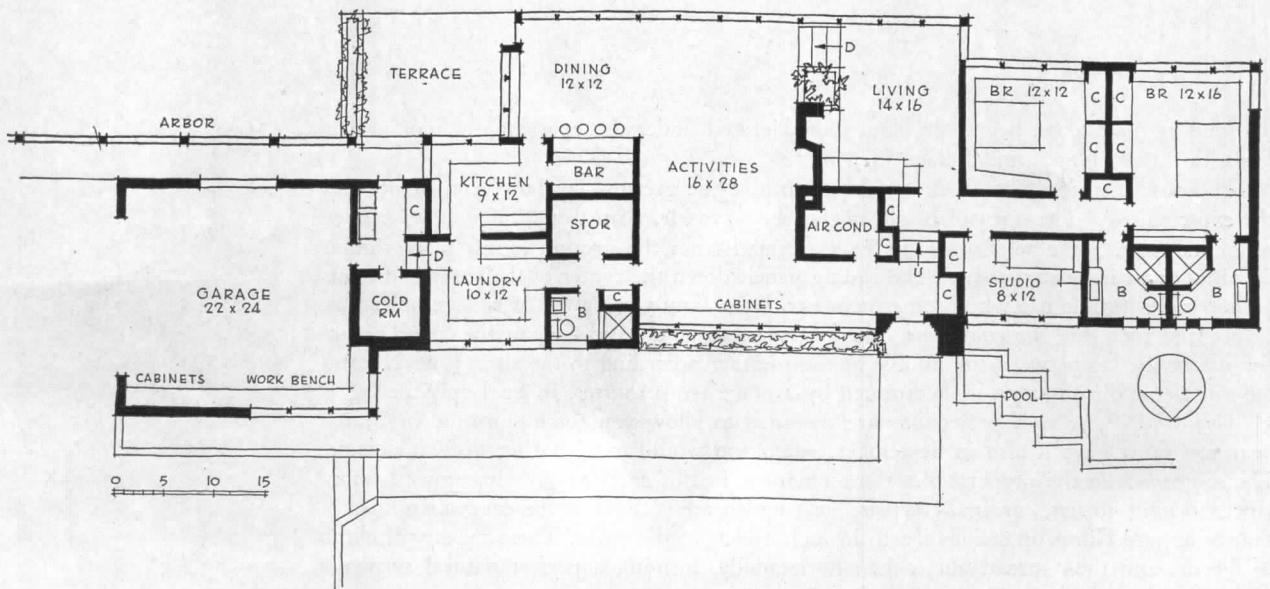 ARBOR
TERRACE
DINING
12 x 12
D
LIVING
14 x 16
BR 12 x 12
C
C
C
C
BR 12 x 16
C
BAR
KITCHEN
9 x 12
ACTIVITIES
16 x 28
STOR
C
C
AIR COND
C
D
U
C
C
STUDIO
8 x 12
GARAGE
22 x 24
COLD
RM
LAUNDRY
10 x 12
B
C
CABINETS
CABINETS
WORK BENCH
POOL
0 5 10 15